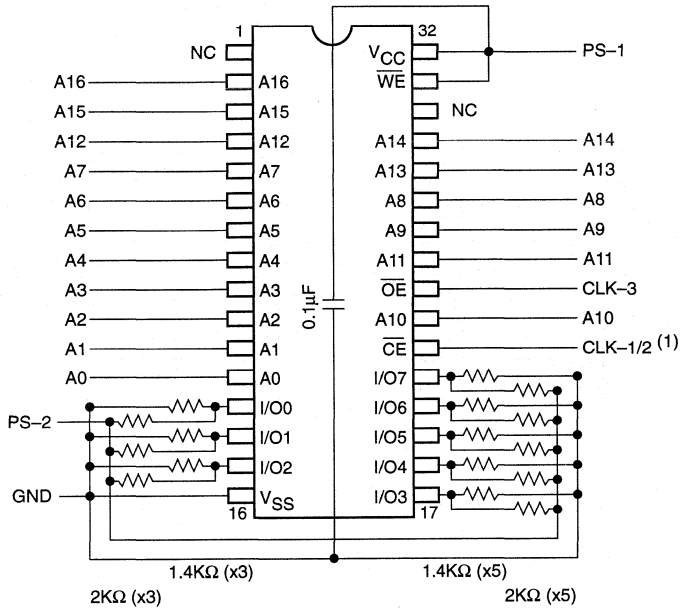 1 32
NC VCC PS-1
A16 A16 WE
A15 A15 NC
A12 A12 A14 A14
A7 A7 A13 A13
A6 A6 A8 A8
A5 A5 A9 A9
A4 A4 A11 A11
A3 A3 OE CLK-3
0.1μF
A2 A2 A10 A10
A1 A1 CE CLK-1/2 (1)
A0 A0 I/O7
I/O0 I/O6
PS-2
I/O1 I/O5
I/O2 I/O4
GND VSS I/O3
16 17
1.4KΩ (x3) 1.4KΩ (x5)
2KΩ (x3) 2KΩ (x5)